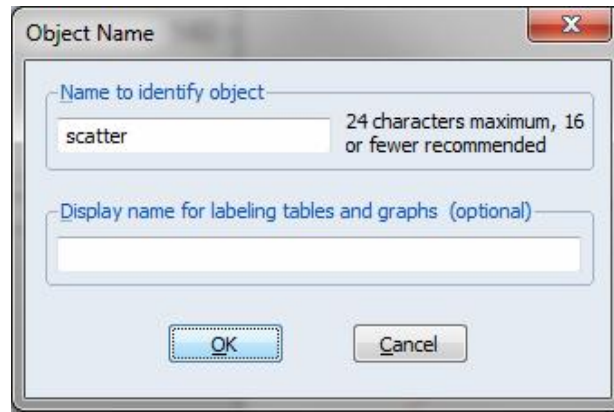 Object Name
Name to identify object
scatter
24 characters maximum, 16
or fewer recommended
Display name for labeling tables and graphs (optional)
OK
Cancel